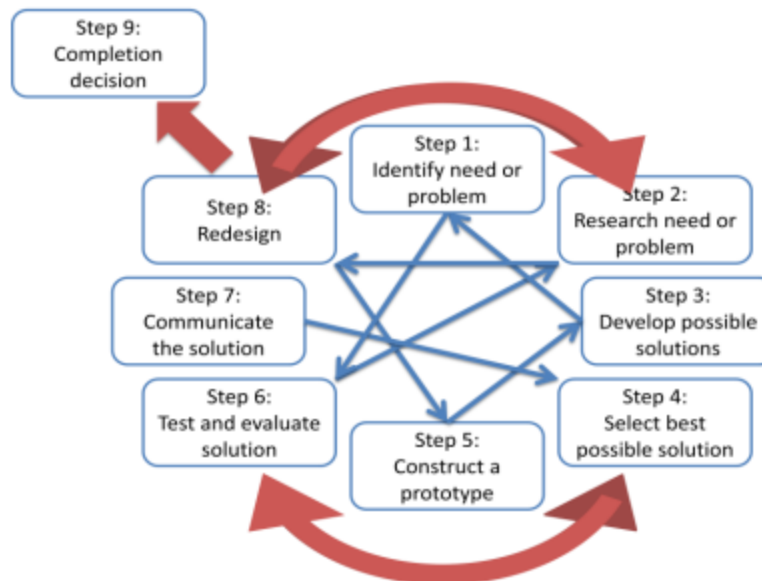 Step 9:
Completion
decision
Step 1:
Identify need or
problem
Step 2:
Research need or
problem
Step 3:
Develop possible
solutions
Step 4:
Select best
possible solution
Step 5:
Construct a
prototype
Step 6:
Test and evaluate
solution
Step 7:
Communicate
the solution
Step 8:
Redesign